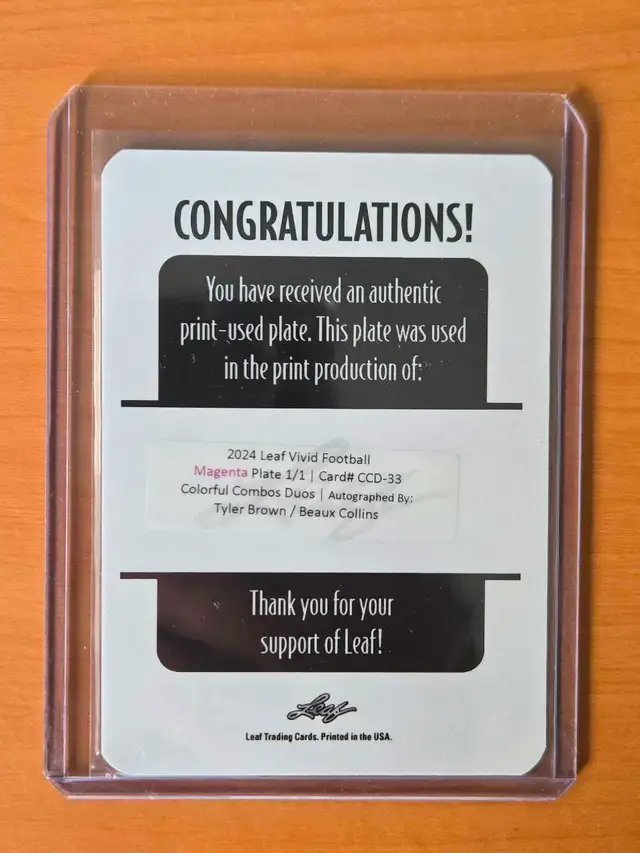 CONGRATULATIONS!
You have received an authentic
print-used plate. This plate was used
in the print production of:
2024 Leaf Vivid Football
Magenta Plate 1/1 | Card# CCD-33
Colorful Combos Duos | Autographed By:
Tyler Brown / Beaux Collins
Thank you for your
support of Leaf!
Leaf
Leaf Trading Cards. Printed in the USA.